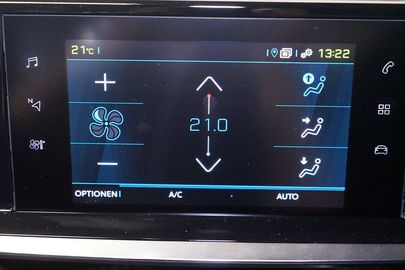 21°C 13:22
N
21.0
OPTIONEN A/C AUTO